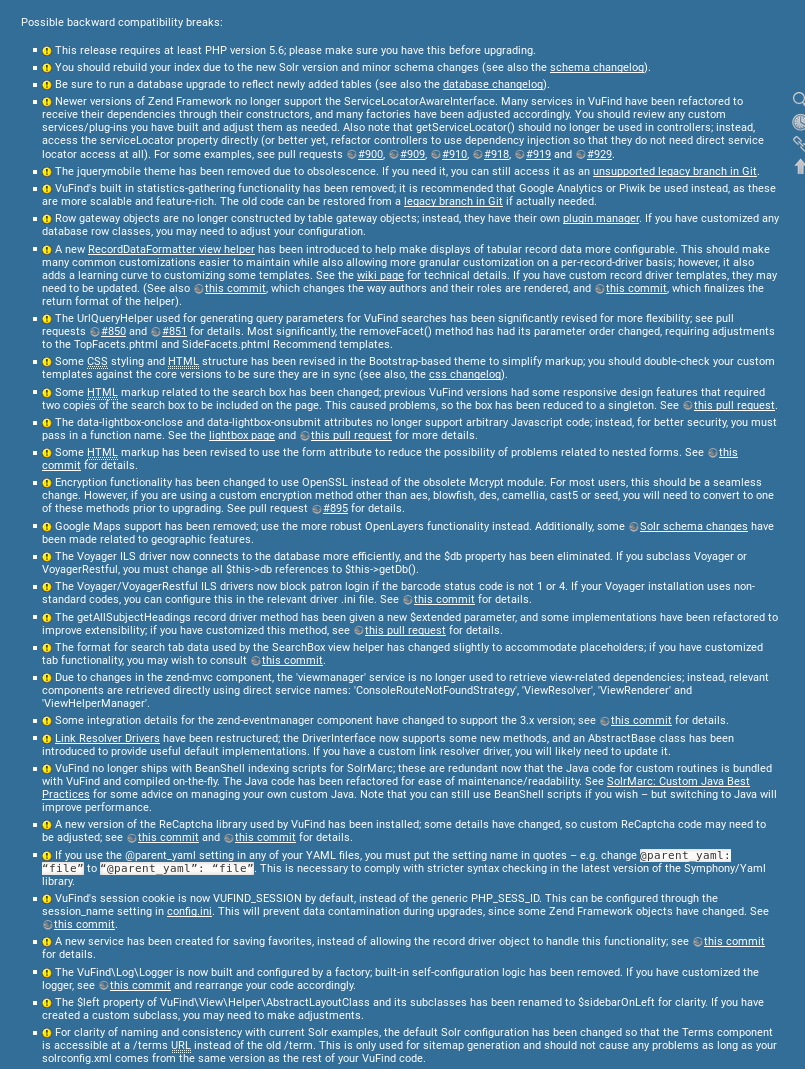 Possible backward compatibility breaks:
This release requires at least PHP version 5.6; please make sure you have this before upgrading.
You should rebuild your index due to the new Solr version and minor schema changes (see also the schema changelog).
Be sure to run a database upgrade to reflect newly added tables (see also the database changelog).
Newer versions of Zend Framework no longer support the ServiceLocatorAwareInterface. Many services in VuFind have been refactored to
receive their dependencies through their constructors, and many factories have been adjusted accordingly. You should review any custom
services/plug-ins you have built and adjust them as needed. Also note that getServiceLocator() should no longer be used in controllers; instead,
access the serviceLocator property directly (or better yet, refactor controllers to use dependency injection so that they do not need direct service
locator access at all). For some examples, see pull requests #900, #909, #910, #918, #919 and #929.
The jquerymobile theme has been removed due to obsolescence. If you need it, you can still access it as an unsupported legacy branch in Git.
VuFind's built in statistics-gathering functionality has been removed; it is recommended that Google Analytics or Piwik be used instead, as these
are more scalable and feature-rich. The old code can be restored from a legacy branch in Git if actually needed.
Row gateway objects are no longer constructed by table gateway objects; instead, they have their own plugin manager. If you have customized any
database row classes, you may need to adjust your configuration.
A new RecordDataFormatter view helper has been introduced to help make displays of tabular record data more configurable. This should make
many common customizations easier to maintain while also allowing more granular customization on a per-record-driver basis; however, it also
adds a learning curve to customizing some templates. See the wiki page for technical details. If you have custom record driver templates, they may
need to be updated. (See also this commit, which changes the way authors and their roles are rendered, and this commit, which finalizes the
return format of the helper).
The UrlQueryHelper used for generating query parameters for VuFind searches has been significantly revised for more flexibility; see pull
requests #850 and #851 for details. Most significantly, the removeFacet() method has had its parameter order changed, requiring adjustments
to the TopFacets.phtml and SideFacets.phtml Recommend templates.
Some CSS styling and HTML structure has been revised in the Bootstrap-based theme to simplify markup; you should double-check your custom
templates against the core versions to be sure they are in sync (see also, the css changelog).
Some HTML markup related to the search box has been changed; previous VuFind versions had some responsive design features that required
two copies of the search box to be included on the page. This caused problems, so the box has been reduced to a singleton. See this pull request.
The data-lightbox-onclose and data-lightbox-onsubmit attributes no longer support arbitrary Javascript code; instead, for better security, you must
pass in a function name. See the lightbox page and this pull request for more details.
Some HTML markup has been revised to use the form attribute to reduce the possibility of problems related to nested forms. See this
commit for details.
Encryption functionality has been changed to use OpenSSL instead of the obsolete Mcrypt module. For most users, this should be a seamless
change. However, if you are using a custom encryption method other than aes, blowfish, des, camellia, cast5 or seed, you will need to convert to one
of these methods prior to upgrading. See pull request #895 for details.
Google Maps support has been removed; use the more robust OpenLayers functionality instead. Additionally, some Solr schema changes have
been made related to geographic features.
The Voyager ILS driver now connects to the database more efficiently, and the $db property has been eliminated. If you subclass Voyager or
VoyagerRestful, you must change all $this->db references to $this->getDb().
The Voyager/VoyagerRestful ILS drivers now block patron login if the barcode status code is not 1 or 4. If your Voyager installation uses non-
standard codes, you can configure this in the relevant driver .ini file. See this commit for details.
The getAllSubjectHeadings record driver method has been given a new $extended parameter, and some implementations have been refactored to
improve extensibility; if you have customized this method, see this pull request for details.
The format for search tab data used by the SearchBox view helper has changed slightly to accommodate placeholders; if you have customized
tab functionality, you may wish to consult this commit.
Due to changes in the zend-mvc component, the 'viewmanager' service is no longer used to retrieve view-related dependencies; instead, relevant
components are retrieved directly using direct service names: 'ConsoleRouteNotFoundStrategy', 'ViewResolver', 'ViewRenderer' and
'ViewHelperManager'.
Some integration details for the zend-eventmanager component have changed to support the 3.x version; see this commit for details.
Link Resolver Drivers have been restructured; the DriverInterface now supports some new methods, and an AbstractBase class has been
introduced to provide useful default implementations. If you have a custom link resolver driver, you will likely need to update it.
VuFind no longer ships with BeanShell indexing scripts for SolrMarc; these are redundant now that the Java code for custom routines is bundled
with VuFind and compiled on-the-fly. The Java code has been refactored for ease of maintenance/readability. See SolrMarc: Custom Java Best
Practices for some advice on managing your own custom Java. Note that you can still use BeanShell scripts if you wish – but switching to Java will
improve performance.
A new version of the ReCaptcha library used by VuFind has been installed; some details have changed, so custom ReCaptcha code may need to
be adjusted; see this commit and this commit for details.
If you use the @parent_yaml setting in any of your YAML files, you must put the setting name in quotes – e.g. change @parent_yaml:
“file” to “@parent_yaml”: “file”. This is necessary to comply with stricter syntax checking in the latest version of the Symphony/Yaml
library.
VuFind's session cookie is now VUFIND_SESSION by default, instead of the generic PHP_SESS_ID. This can be configured through the
session_name setting in config.ini. This will prevent data contamination during upgrades, since some Zend Framework objects have changed. See
this commit.
A new service has been created for saving favorites, instead of allowing the record driver object to handle this functionality; see this commit
for details.
The VuFind\Log\Logger is now built and configured by a factory; built-in self-configuration logic has been removed. If you have customized the
logger, see this commit and rearrange your code accordingly.
The $left property of VuFind\View\Helper\AbstractLayoutClass and its subclasses has been renamed to $sidebarOnLeft for clarity. If you have
created a custom subclass, you may need to make adjustments.
For clarity of naming and consistency with current Solr examples, the default Solr configuration has been changed so that the Terms component
is accessible at a /terms URL instead of the old /term. This is only used for sitemap generation and should not cause any problems as long as your
solrconfig.xml comes from the same version as the rest of your VuFind code.